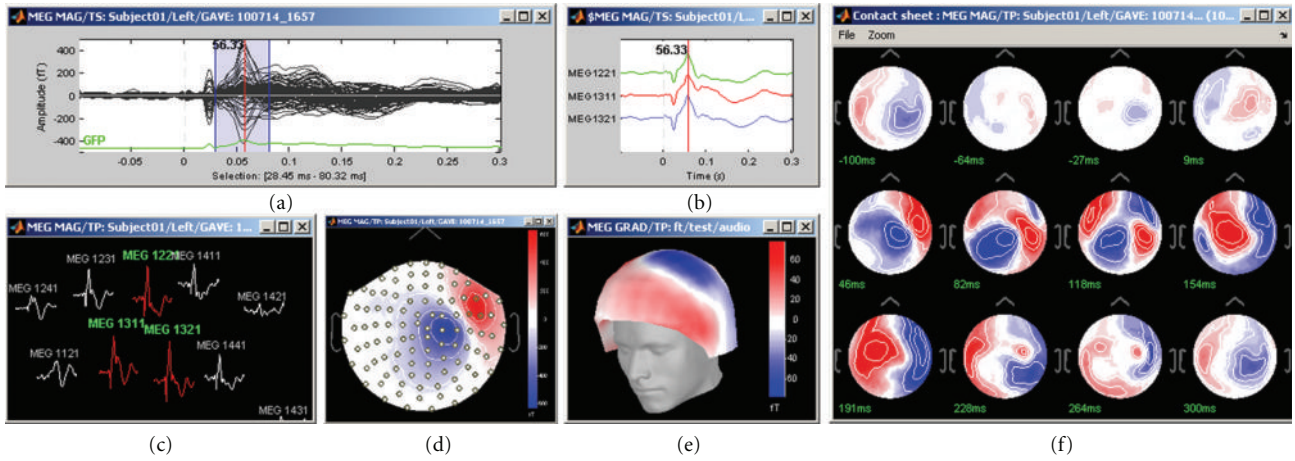 MEG MAG/TS: Subject01/Left/GAVE: 100714_1657
56.33
Amplitude (fT)
400
200
0
-200
-400
GFP
-0.05 0 0.05 0.1 0.15 0.2 0.25 0.3
Selection: [28.45 ms - 80.32 ms]
(a)
$MEG MAG/TS: Subject01/L...
56.33
MEG1221
MEG1311
MEG1321
0 0.1 0.2 0.3
Time (s)
(b)
MEG MAG/TP: Subject01/Left/GAVE: 1...
MEG 1231
MEG 1221
MEG 1411
MEG 1241
MEG 1421
MEG 1311
MEG 1321
MEG 1121
MEG 1441
MEG 1431
(c)
MEG MAG/TP: Subject01/Left/GAVE: 100714_1657
fT
(d)
MEG GRAD/TP: ft/test/audio
60
40
20
0
20
40
60
fT
(e)
Contact sheet : MEG MAG/TP: Subject01/Left/GAVE: 100714... (10...
File Zoom
-100ms -64ms -27ms 9ms
46ms 82ms 118ms 154ms
191ms 228ms 264ms 300ms
(f)